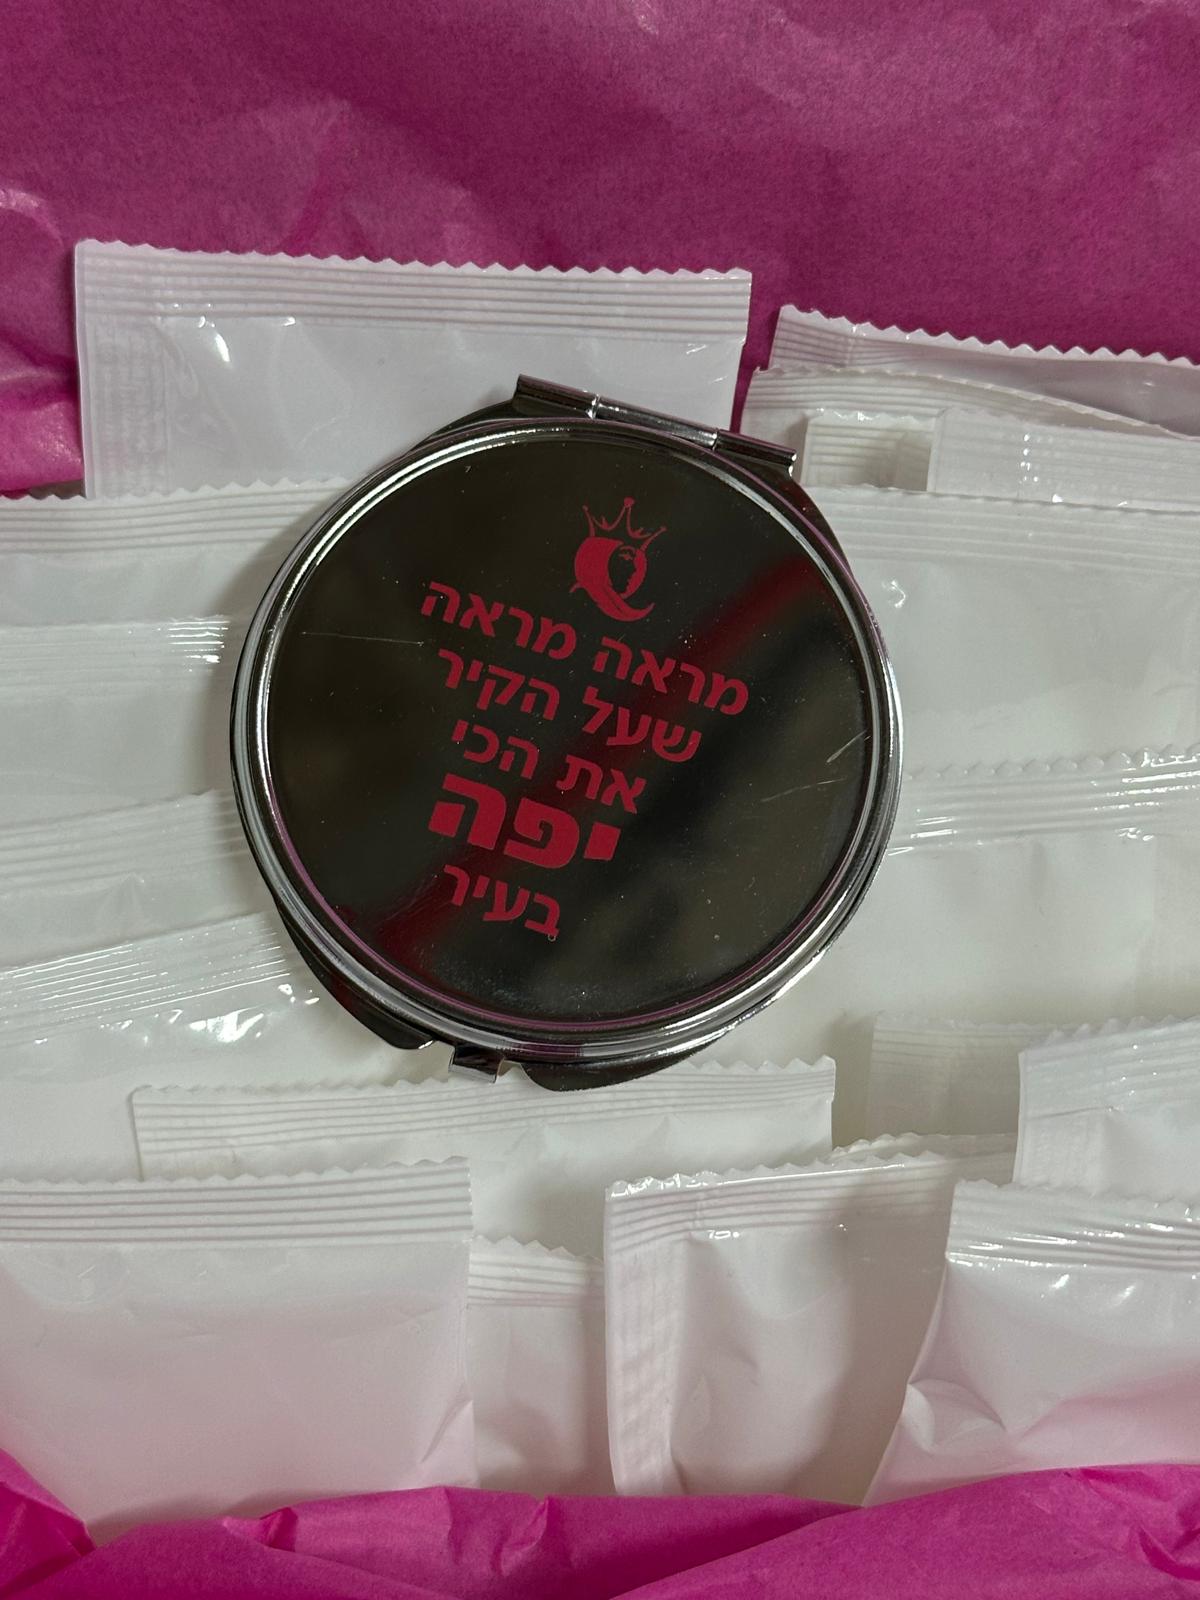 מראה מראה
שעל הקיר
את הכי
יפה
בעיר